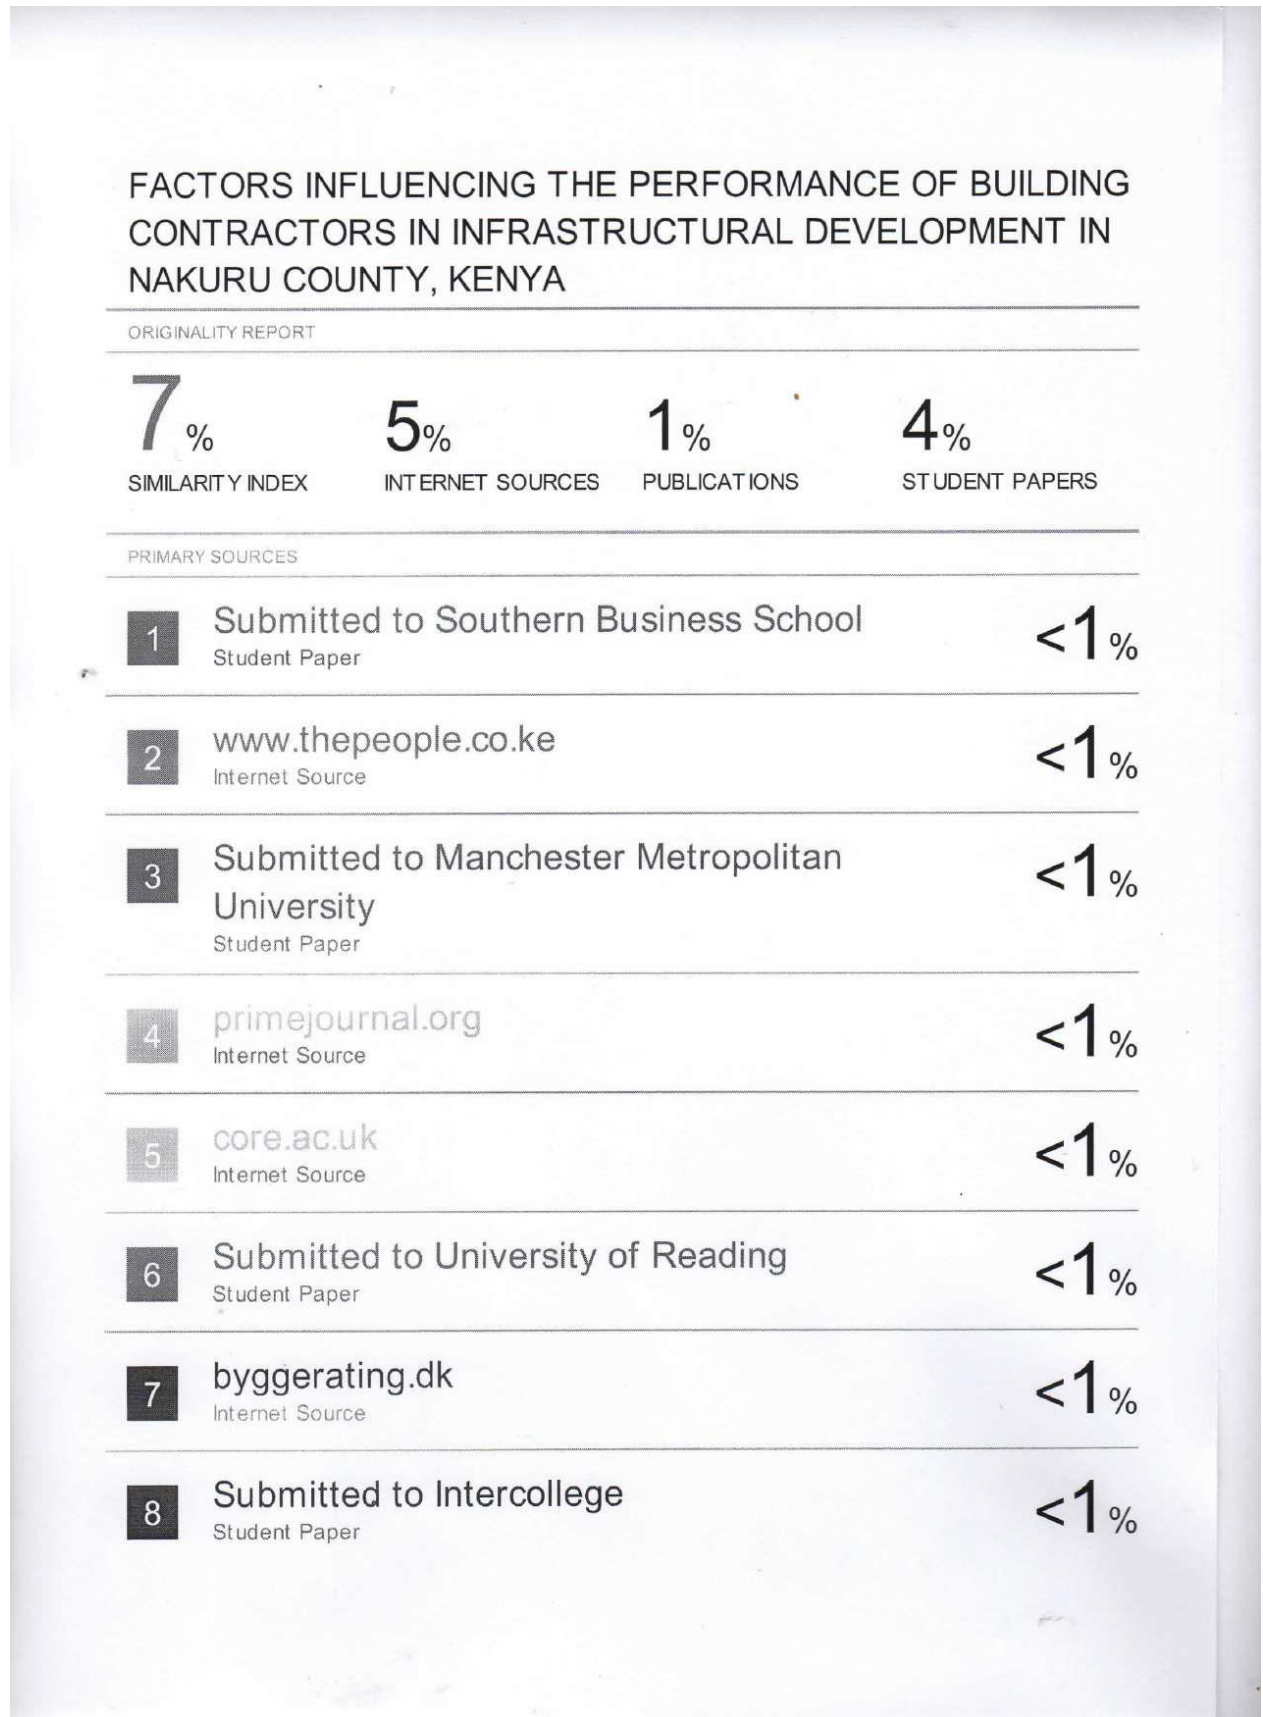 FACTORS INFLUENCING THE PERFORMANCE OF BUILDING
CONTRACTORS IN INFRASTRUCTURAL DEVELOPMENT IN
NAKURU COUNTY, KENYA
ORIGINALITY REPORT
7% 5% 1% 4%
SIMILARITY INDEX INTERNET SOURCES PUBLICATIONS STUDENT PAPERS
PRIMARY SOURCES
1 Submitted to Southern Business School <1%
Student Paper
2 www.thepeople.co.ke <1%
Internet Source
3 Submitted to Manchester Metropolitan <1%
University
Student Paper
4 primejournal.org <1%
Internet Source
5 core.ac.uk <1%
Internet Source
6 Submitted to University of Reading <1%
Student Paper
7 byggerating.dk <1%
Internet Source
8 Submitted to Intercollege <1%
Student Paper